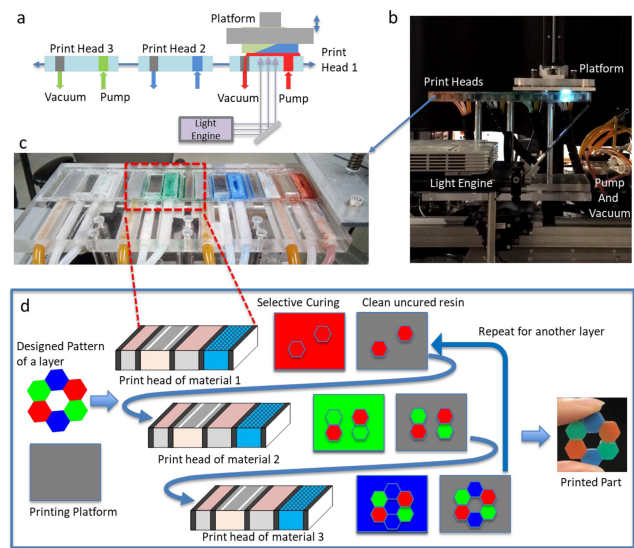 a
Platform
Print Head 3
Print Head 2
Print
Head 1
Vacuum
Pump
Vacuum
Pump
Light
Engine
b
Print Heads
Platform
Light Engine
Pump
And
Vacuum
c
d
Designed Pattern
of a layer
Printing Platform
Print head of material 1
Selective Curing
Clean uncured resin
Repeat for another layer
Print head of material 2
Print head of material 3
Printed Part